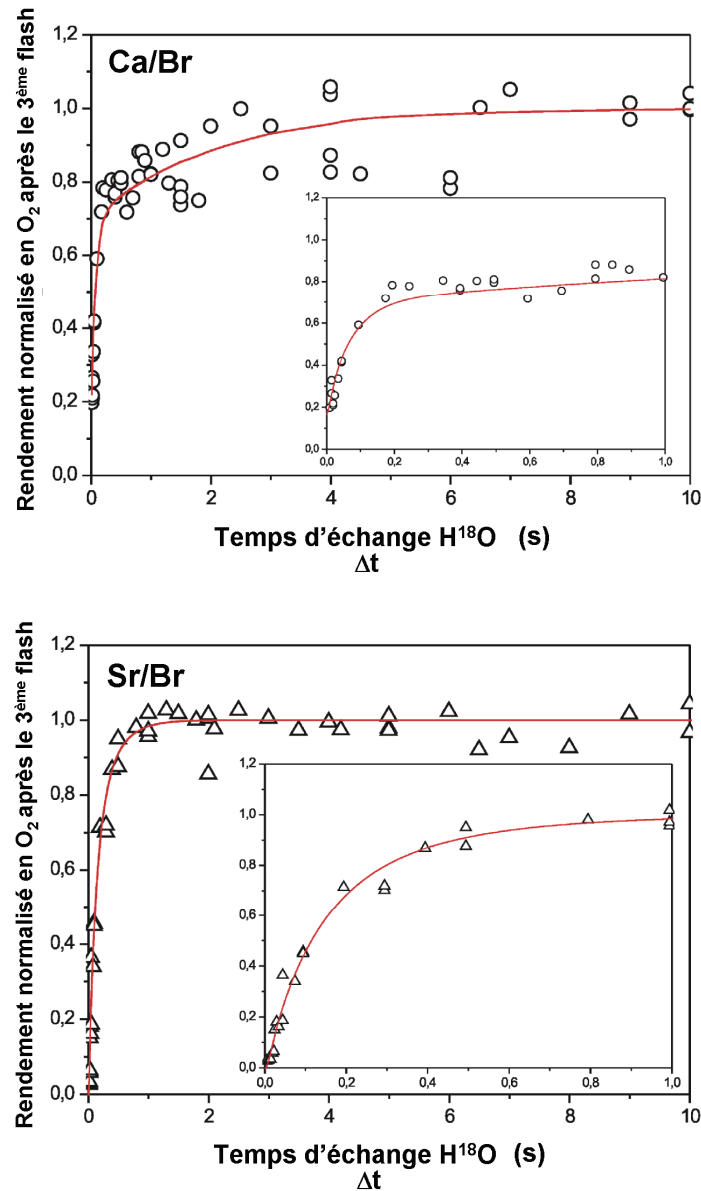 Ca/Br
Rendement normalisé en O2 après le 3ème flash
1,2
1,0
0,8
0,6
0,4
0,2
0,0
0 2 4 6 8 10
1,2
1,0
0,8
0,6
0,4
0,2
0,0
0,0 0,2 0,4 0,6 0,8 1,0
Temps d’échange H18O (s)
Δt
Sr/Br
Rendement normalisé en O2 après le 3ème flash
1,2
1,0
0,8
0,6
0,4
0,2
0,0
0 2 4 6 8 10
1,2
1,0
0,8
0,6
0,4
0,2
0,0
0,0 0,2 0,4 0,6 0,8 1,0
Temps d’échange H18O (s)
Δt